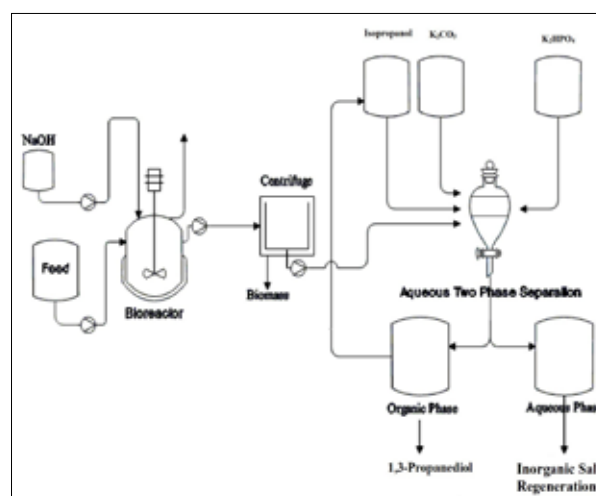 Isopropanol
K₂CO₃
K₂HPO₄
NaOH
Centrifuge
Feed
Biomass
Bioreactor
Aqueous Two Phase Separation
Organic Phase
Aqueous Phase
1,3-Propanediol
Inorganic Sal
Regeneration